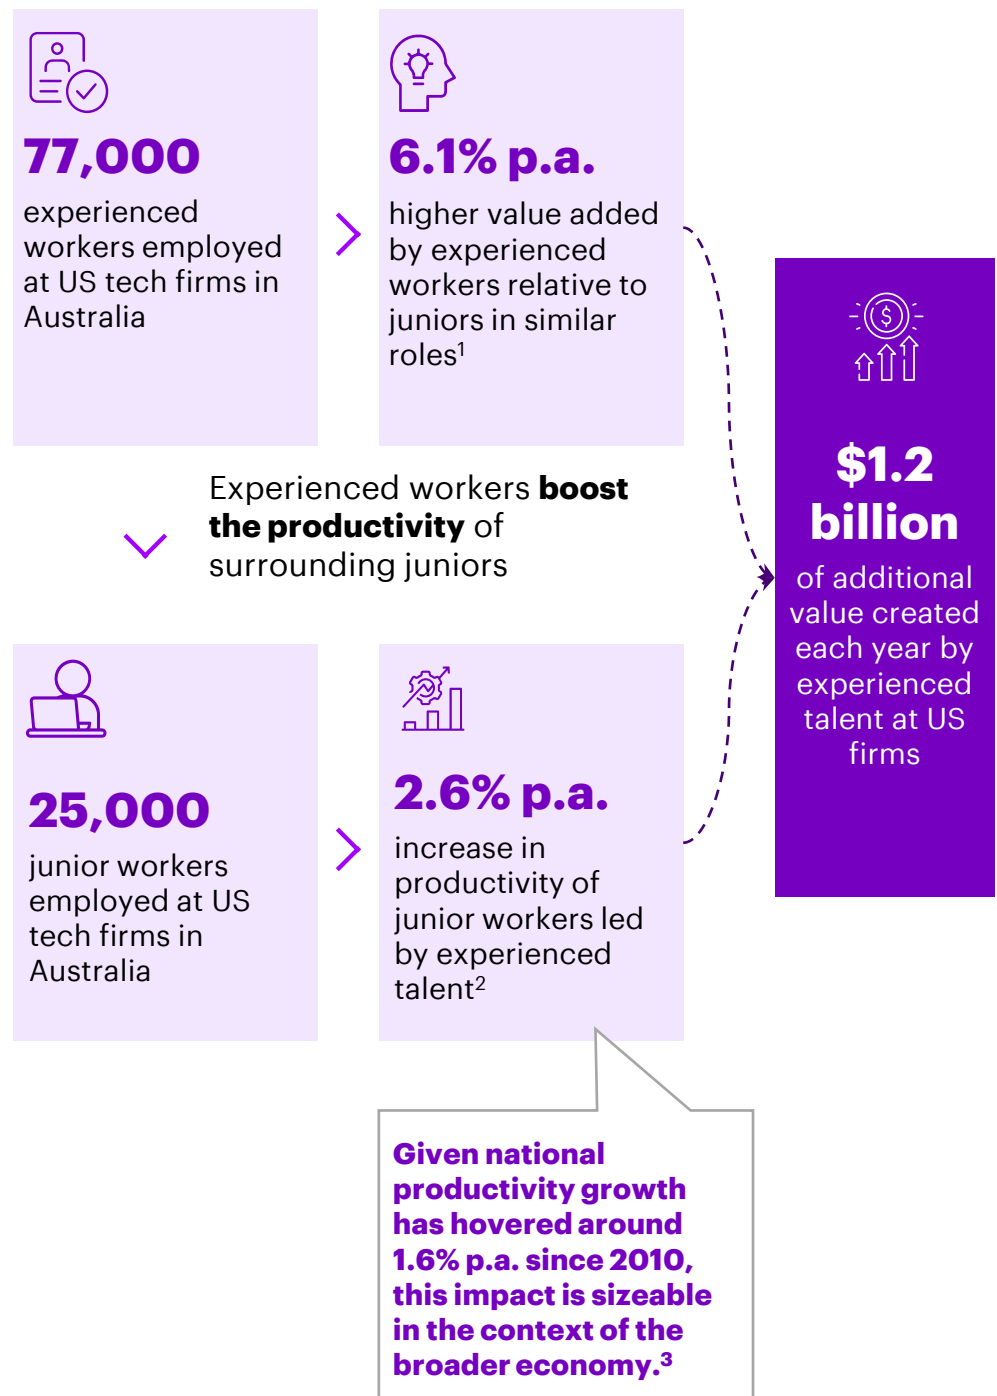 77,000
experienced
workers employed
at US tech firms in
Australia
6.1% p.a.
higher value added
by experienced
workers relative to
juniors in similar
roles¹
Experienced workers boost
the productivity of
surrounding juniors
25,000
junior workers
employed at US
tech firms in
Australia
2.6% p.a.
increase in
productivity of
junior workers led
by experienced
talent²
$
$1.2
billion
of additional
value created
each year by
experienced
talent at US
firms
Given national
productivity growth
has hovered around
1.6% p.a. since 2010,
this impact is sizeable
in the context of the
broader economy.³